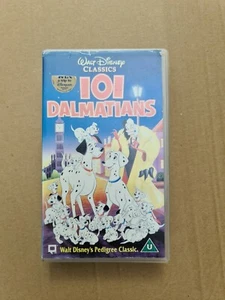 Walt Disney
CLASSICS
101
DALMATIANS
Walt Disney's Pedigree Classic.
U